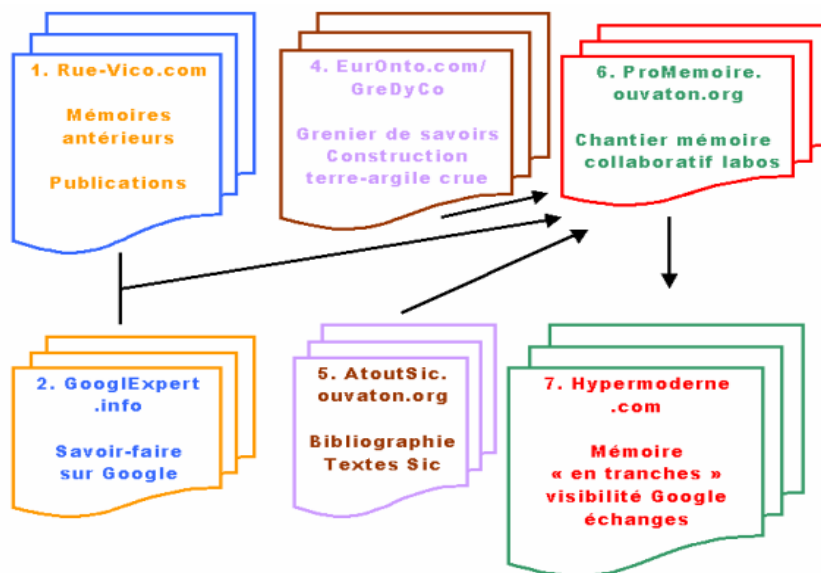 1. Rue-Vico.com
Mémoires
antérieurs
Publications
4. EurOnto.com/
GreDyCo
Grenier de savoirs
Construction
terre-argile crue
6. ProMemoire.
ouvaton.org
Chantier mémoire
collaboratif labos
2. GooglExpert
.info
Savoir-faire
sur Google
5. AtoutSic.
ouvaton.org
Bibliographie
Textes Sic
7. Hypermoderne
.com
Mémoire
« en tranches »
visibilité Google
échanges